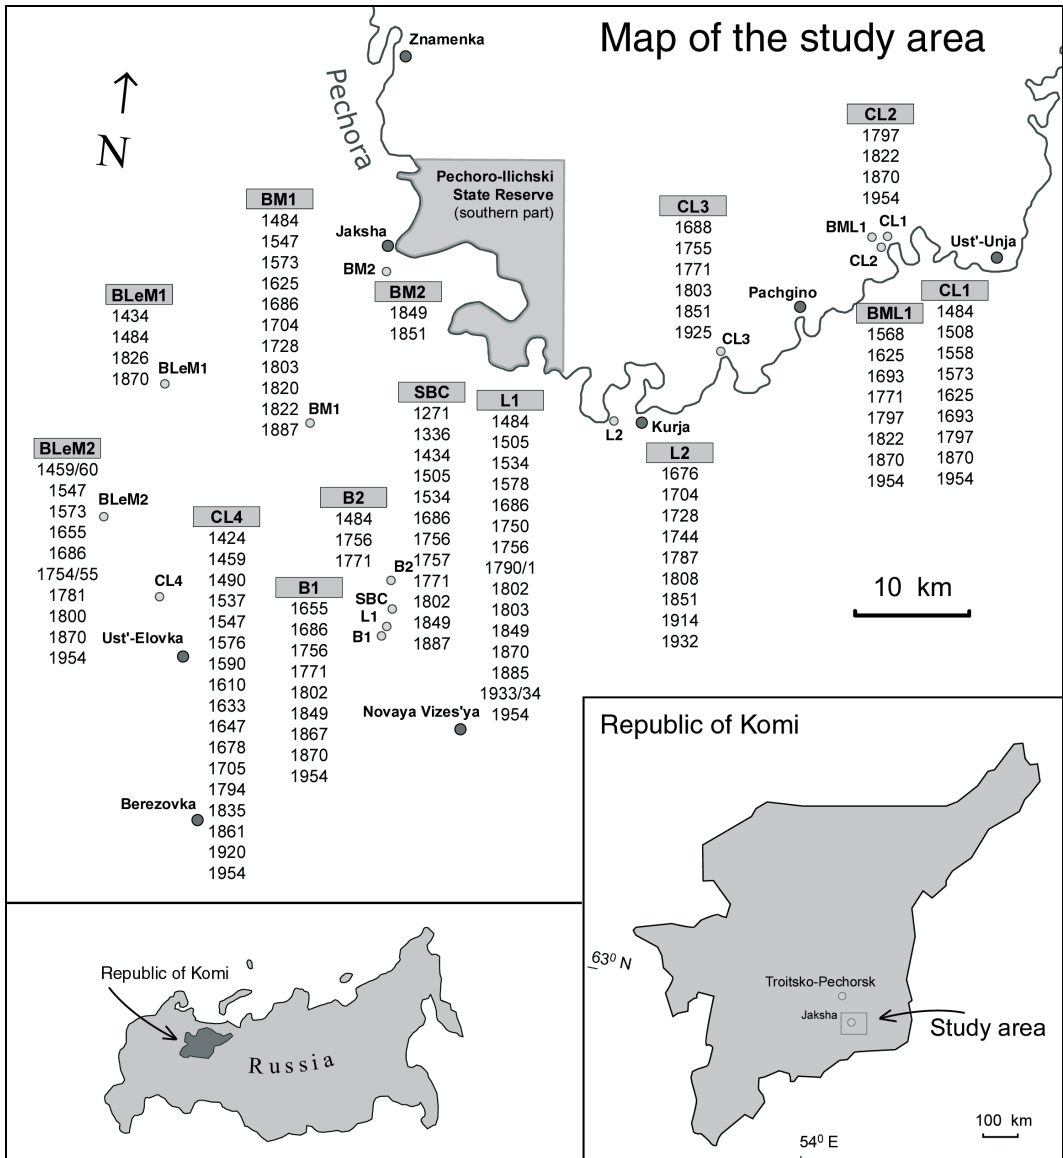 Map of the study area
Znamenka
Pechora
N
Pechoro-Ilichski
State Reserve
(southern part)
Jaksha
BM2
BM2
1849
1851
BM1
1484
1547
1573
1625
1686
1704
1728
1803
1820
1822
1887
BM1
BLeM1
1434
1484
1826
1870
BLeM1
BLeM2
1459/60
1547
1573
1655
1686
1754/55
1781
1800
1870
1954
BLeM2
CL4
Ust'-Elovka
CL4
1424
1459
1490
1537
1547
1576
1590
1610
1633
1647
1678
1705
1794
1835
1861
1920
1954
Berezovka
B1
1655
1686
1756
1771
1802
1849
1867
1870
1954
B2
1484
1756
1771
B2
SBC
L1
B1
SBC
1271
1336
1434
1505
1534
1686
1756
1757
1771
1802
1849
1887
L1
1484
1505
1534
1578
1686
1750
1756
1790/1
1802
1803
1849
1870
1885
1933/34
1954
Novaya Vizes'ya
CL3
1688
1755
1771
1803
1851
1925
CL3
L2
Kurja
L2
1676
1704
1728
1744
1787
1808
1851
1914
1932
Pachgino
CL2
1797
1822
1870
1954
BML1
CL1
CL2
Ust'-Unja
BML1
1568
1625
1693
1771
1797
1822
1870
1954
CL1
1484
1508
1558
1573
1625
1693
1797
1870
1954
10 km
Republic of Komi
63⁰ N
Troitsko-Pechorsk
Jaksha
Study area
100 km
54⁰ E
Republic of Komi
Russia